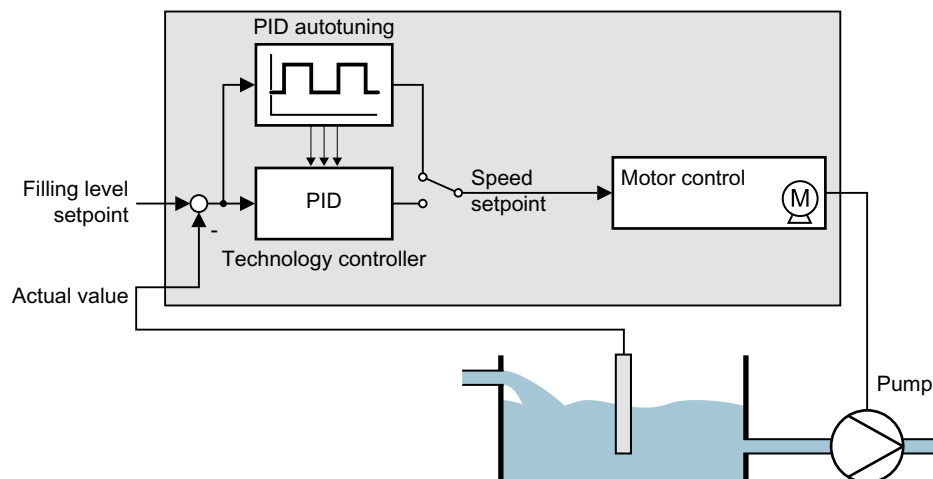 PID autotuning
Filling level
setpoint
PID
Speed
setpoint
Motor control
M
-
Technology controller
Actual value
Pump